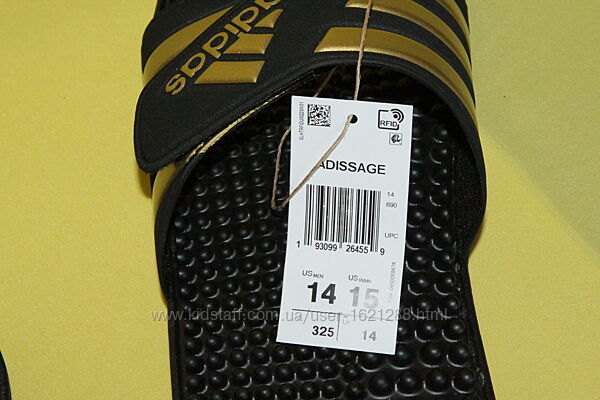 adidas
RFID
ADISSAGE
14
690
UPC
1 93099 26455 9
US MEN
14
US WMN
15
325
14
www.kidstaff.com.ua/user-1621288.html